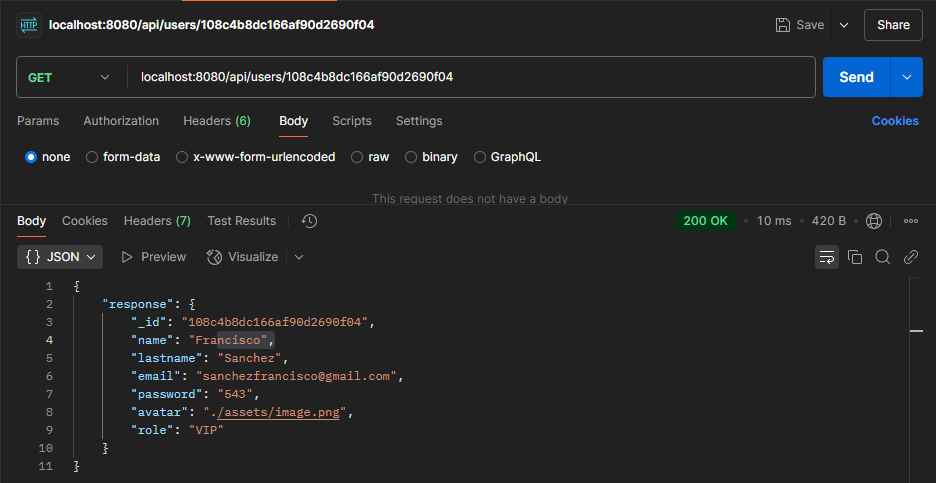 HTTP localhost:8080/api/users/108c4b8dc166af90d2690f04 Save Share
GET localhost:8080/api/users/108c4b8dc166af90d2690f04 Send
Params Authorization Headers (6) Body Scripts Settings Cookies
none form-data x-www-form-urlencoded raw binary GraphQL
This request does not have a body
Body Cookies Headers (7) Test Results 200 OK • 10 ms • 420 B •
{} JSON Preview Visualize
1 {
2 "response": {
3 "_id": "108c4b8dc166af90d2690f04",
4 "name": "Francisco",
5 "lastname": "Sanchez",
6 "email": "sanchezfrancisco@gmail.com",
7 "password": "543",
8 "avatar": "./assets/image.png",
9 "role": "VIP"
10 }
11 }